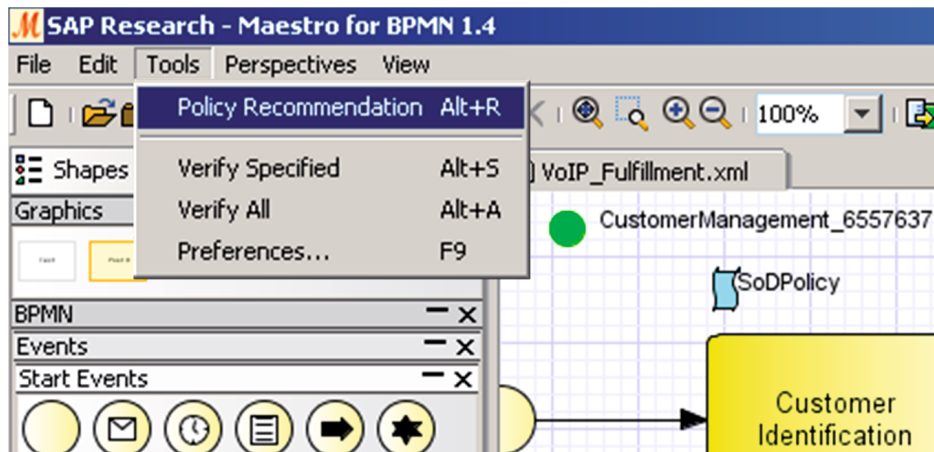 SAP Research - Maestro for BPMN 1.4
File Edit Tools Perspectives View
Policy Recommendation Alt+R
100%
Verify Specified Alt+S
Verify All Alt+A
Preferences... F9
Shapes
VoIP_Fulfillment.xml
Graphics
CustomerManagement_6557637
SoDPolicy
BPMN
Events
Start Events
Customer
Identification